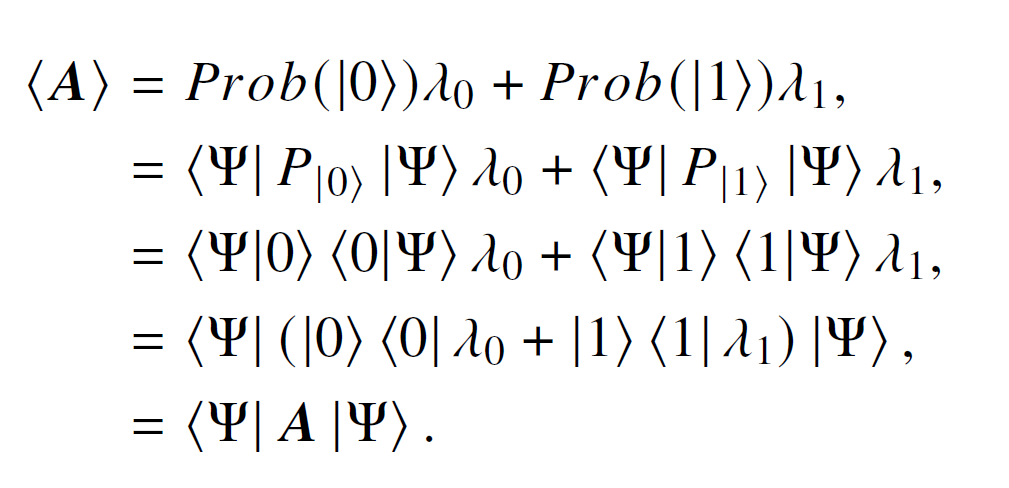 ⟨A⟩ = Prob(|0⟩)λ₀ + Prob(|1⟩)λ₁,
= ⟨Ψ| P_{|0⟩} |Ψ⟩ λ₀ + ⟨Ψ| P_{|1⟩} |Ψ⟩ λ₁,
= ⟨Ψ|0⟩ ⟨0|Ψ⟩ λ₀ + ⟨Ψ|1⟩ ⟨1|Ψ⟩ λ₁,
= ⟨Ψ| (|0⟩ ⟨0| λ₀ + |1⟩ ⟨1| λ₁) |Ψ⟩ ,
= ⟨Ψ| A |Ψ⟩ .